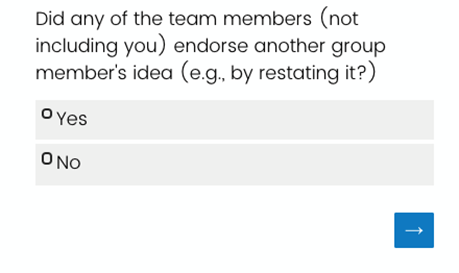 Did any of the team members (not
including you) endorse another group
member's idea (e.g., by restating it?)
Yes
No
→